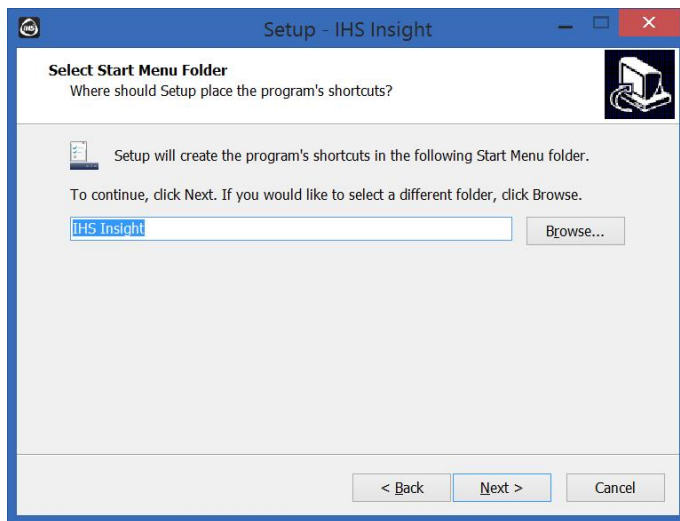 IHS
Setup - IHS Insight
Select Start Menu Folder
Where should Setup place the program's shortcuts?
Setup will create the program's shortcuts in the following Start Menu folder.
To continue, click Next. If you would like to select a different folder, click Browse.
IHS Insight
Browse...
< Back
Next >
Cancel